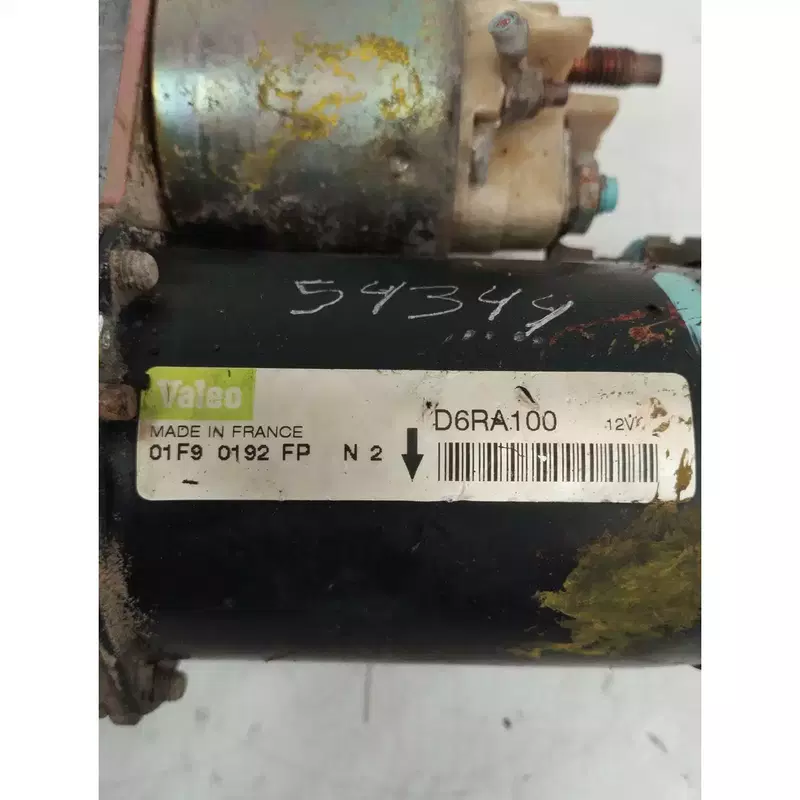 54344
Valeo
MADE IN FRANCE
01F9 0192 FP N 2
D6RA100 12V